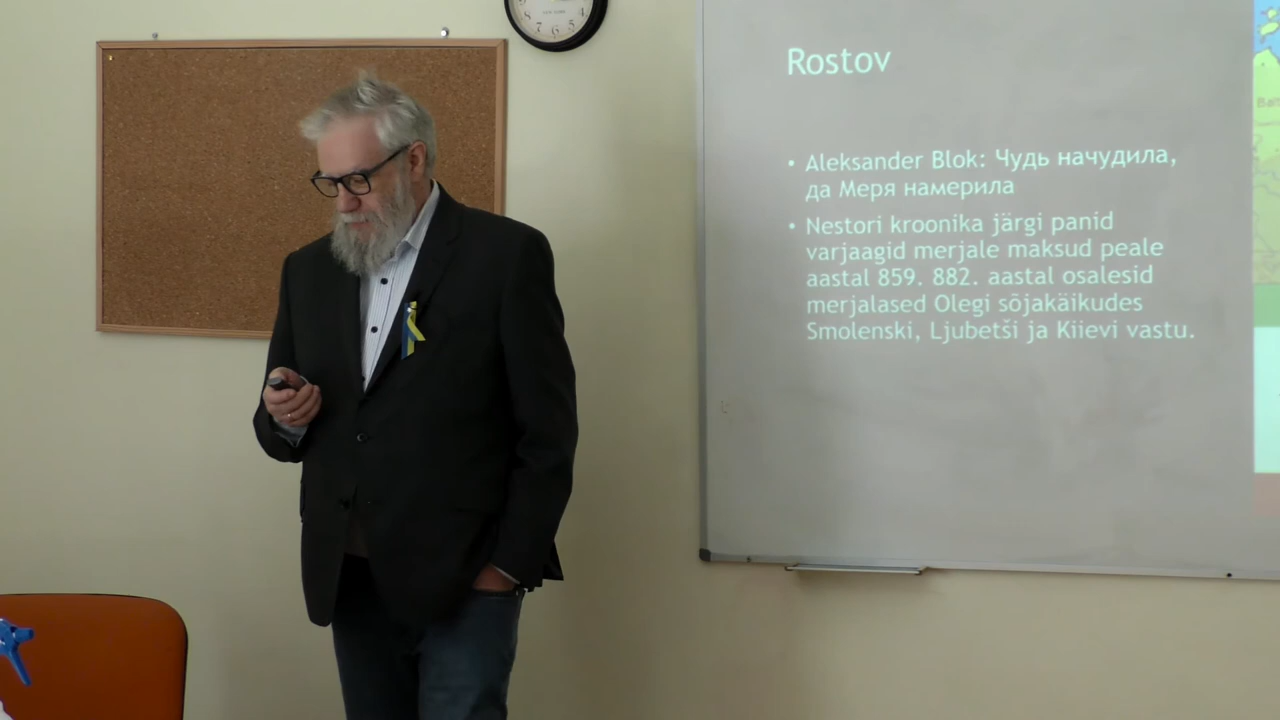 Rostov
• Aleksander Blok: Чудь начудила,
да Меря намерила
• Nestori kroonika järgi panid
varjaagid merjale maksud peale
aastal 859. 882. aastal osalesid
merjalased Olegi sõjakäikudes
Smolenski, Ljubetši ja Kiievi vastu.